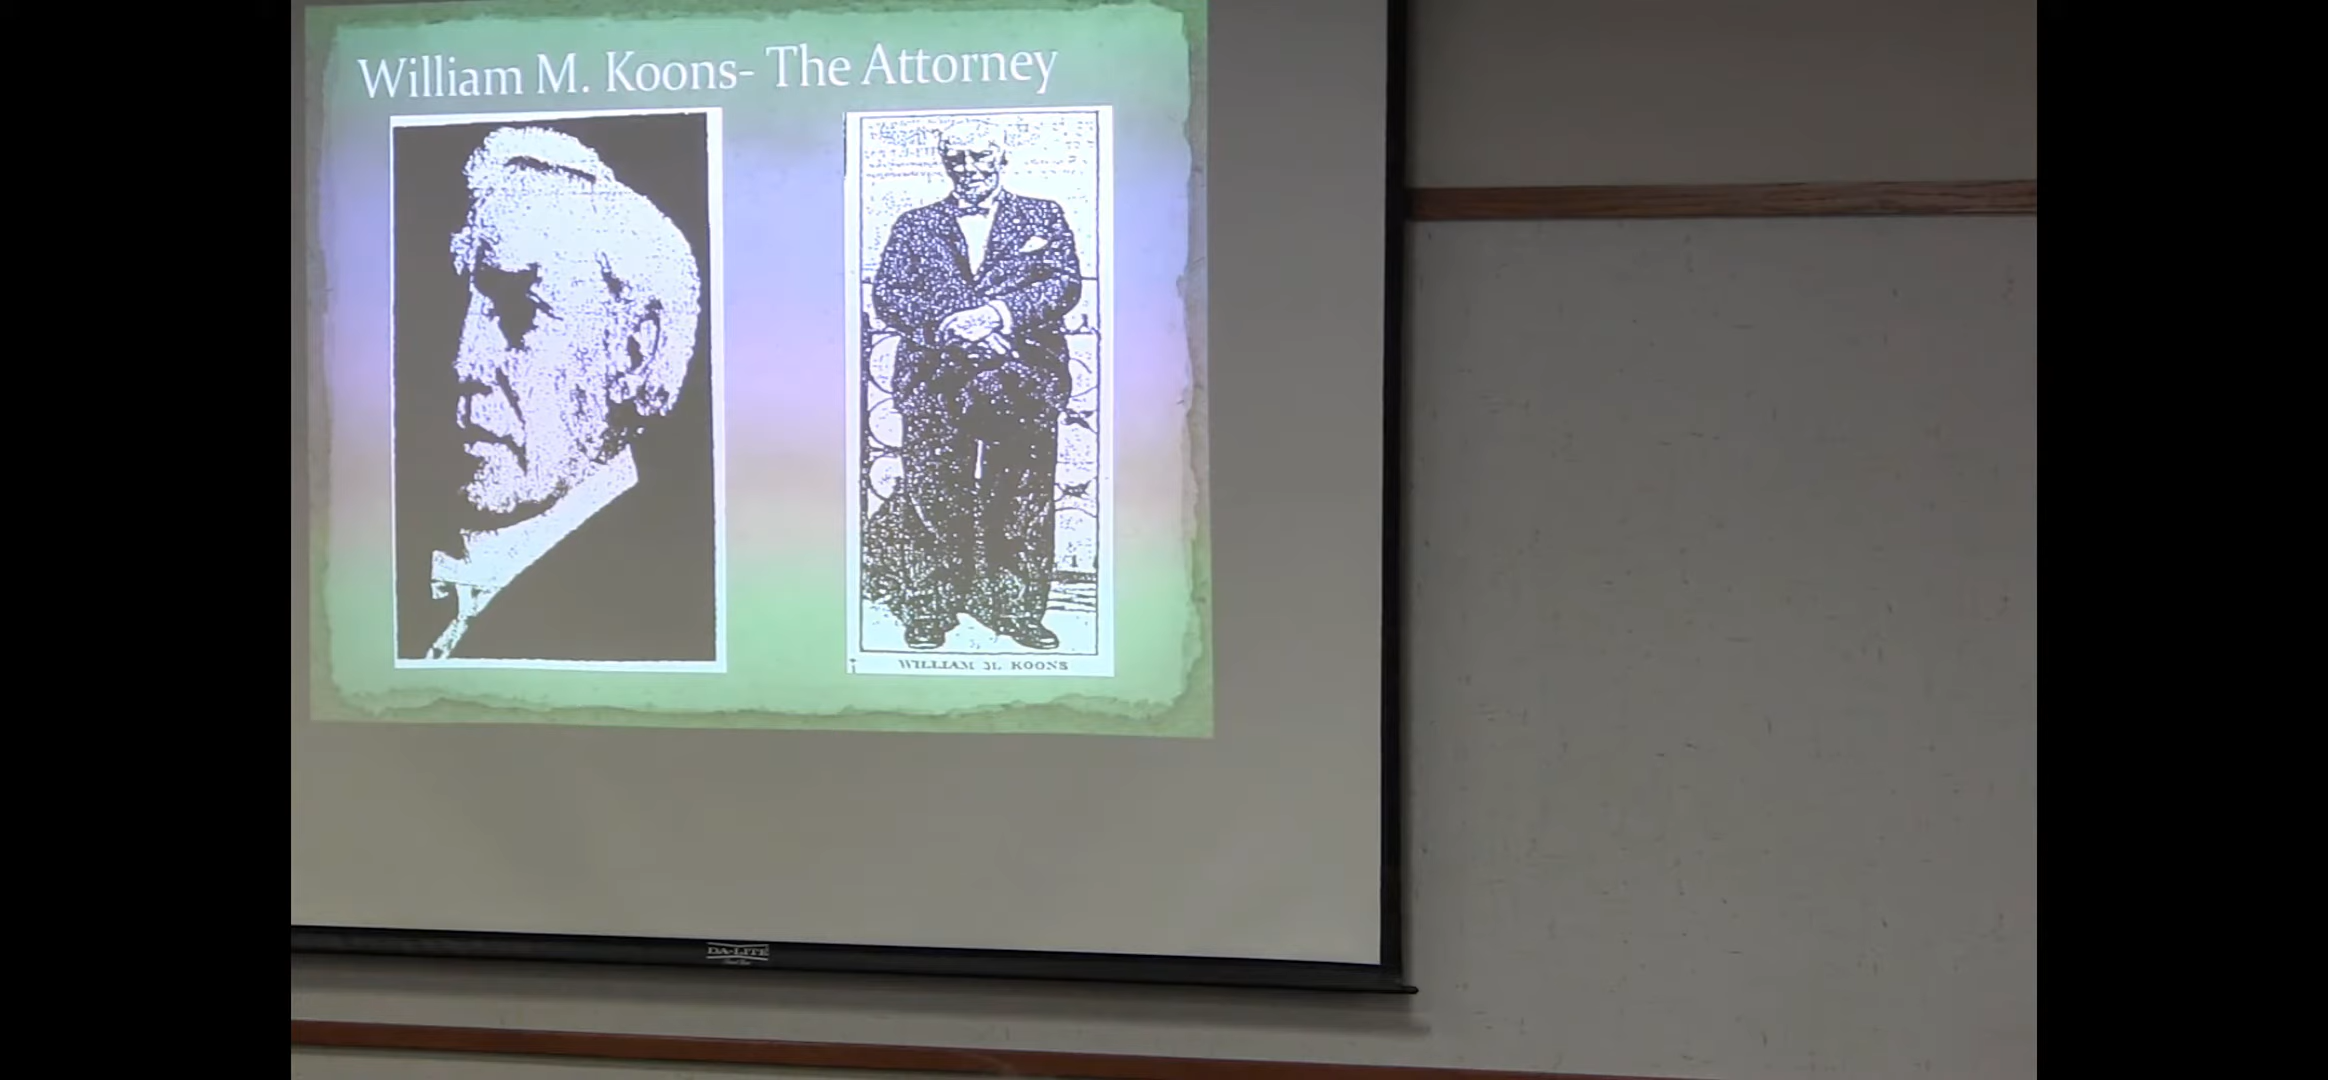 William M. Koons- The Attorney
WILLIAM M. KOONS
DA-LITE